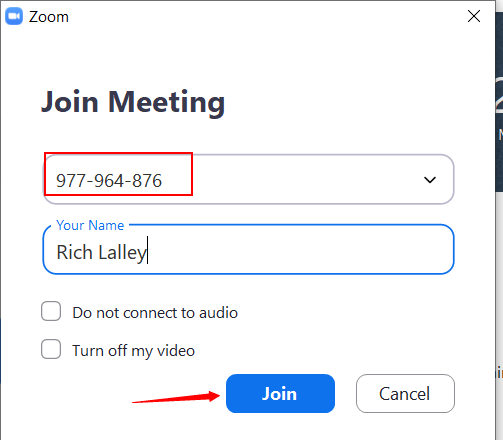 Zoom
Join Meeting
977-964-876
Your Name
Rich Lalley
Do not connect to audio
Turn off my video
Join
Cancel